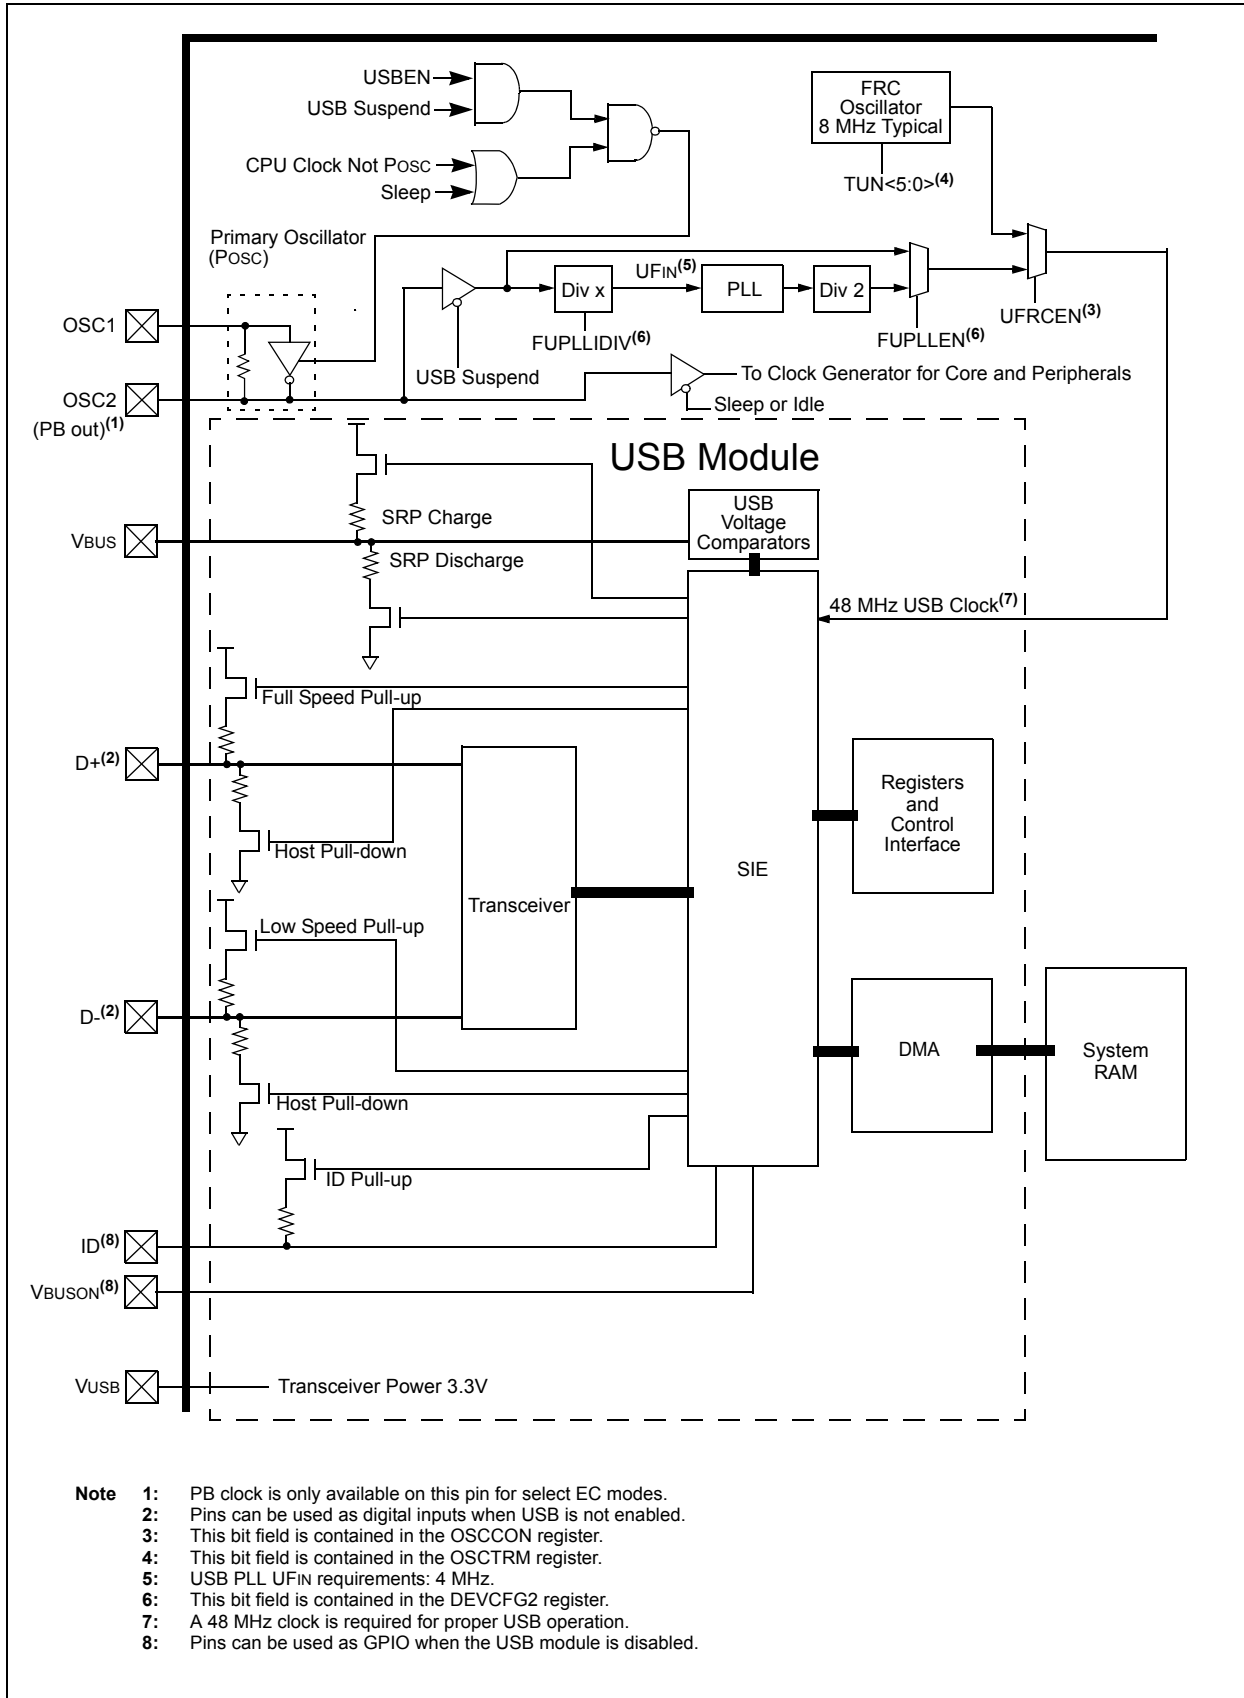 USBEN
USB Suspend
CPU Clock Not POSC
Sleep
FRC
Oscillator
8 MHz Typical
TUN<5:0>(4)
Primary Oscillator
(POSC)
UFIN(5)
Div x
PLL
Div 2
UFRCEN(3)
FUPLLIDIV(6)
FUPLLEN(6)
OSC1
USB Suspend
To Clock Generator for Core and Peripherals
OSC2
(PB out)(1)
Sleep or Idle
USB Module
USB
Voltage
Comparators
SRP Charge
VBUS
SRP Discharge
48 MHz USB Clock(7)
Full Speed Pull-up
D+(2)
Registers
and
Control
Interface
Host Pull-down
SIE
Transceiver
Low Speed Pull-up
D-(2)
DMA
System
RAM
Host Pull-down
ID Pull-up
ID(8)
VBUSON(8)
VUSB
Transceiver Power 3.3V
Note 1: PB clock is only available on this pin for select EC modes.
2: Pins can be used as digital inputs when USB is not enabled.
3: This bit field is contained in the OSCCON register.
4: This bit field is contained in the OSCTRM register.
5: USB PLL UFIN requirements: 4 MHz.
6: This bit field is contained in the DEVCFG2 register.
7: A 48 MHz clock is required for proper USB operation.
8: Pins can be used as GPIO when the USB module is disabled.